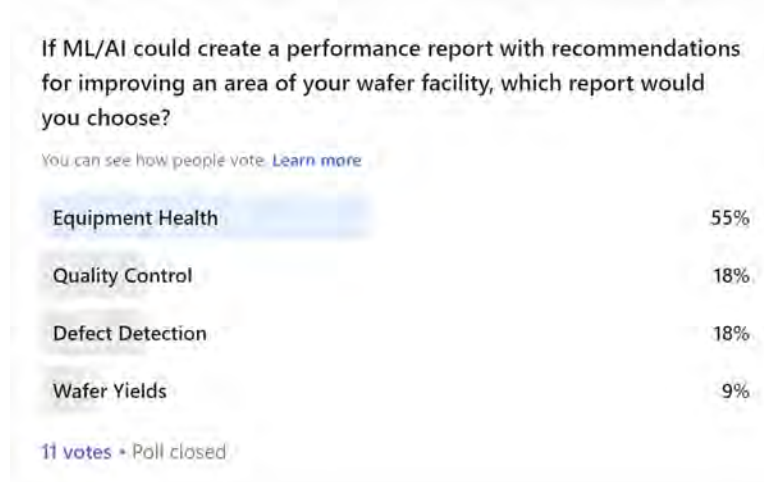 If ML/AI could create a performance report with recommendations
for improving an area of your wafer facility, which report would
you choose?
You can see how people vote. Learn more
Equipment Health 55%
Quality Control 18%
Defect Detection 18%
Wafer Yields 9%
11 votes • Poll closed